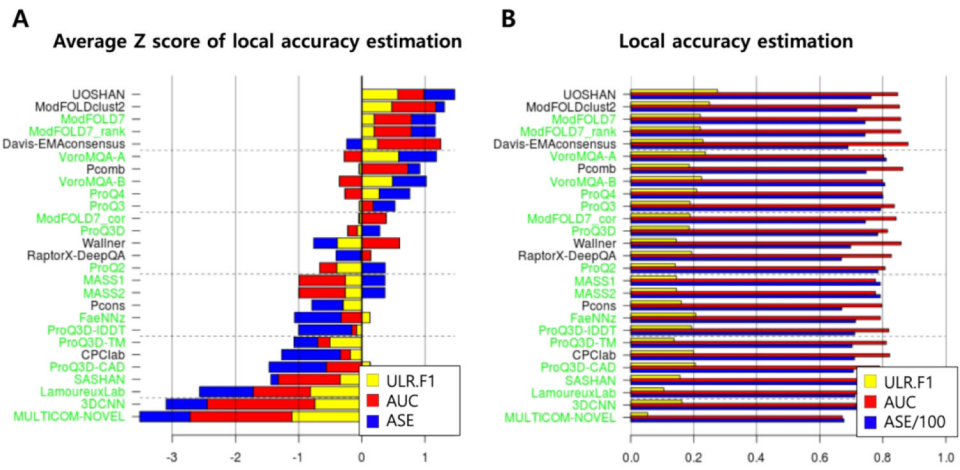 A
Average Z score of local accuracy estimation
UOSHAN
ModFOLDclust2
ModFOLD7
ModFOLD7_rank
Davis-EMAconsensus
VoroMQA-A
Pcomb
VoroMQA-B
ProQ4
ProQ3
ModFOLD7_cor
ProQ3D
Wallner
RaptorX-DeepQA
ProQ2
MASS1
MASS2
Pcons
FaeNNz
ProQ3D-lDDT
ProQ3D-TM
CPClab
ProQ3D-CAD
SASHAN
LamoureuxLab
3DCNN
MULTICOM-NOVEL
ULR.F1
AUC
ASE
-3 -2 -1 0 1
B
Local accuracy estimation
UOSHAN
ModFOLDclust2
ModFOLD7
ModFOLD7_rank
Davis-EMAconsensus
VoroMQA-A
Pcomb
VoroMQA-B
ProQ4
ProQ3
ModFOLD7_cor
ProQ3D
Wallner
RaptorX-DeepQA
ProQ2
MASS1
MASS2
Pcons
FaeNNz
ProQ3D-lDDT
ProQ3D-TM
CPClab
ProQ3D-CAD
SASHAN
LamoureuxLab
3DCNN
MULTICOM-NOVEL
ULR.F1
AUC
ASE/100
0.0 0.2 0.4 0.6 0.8 1.0